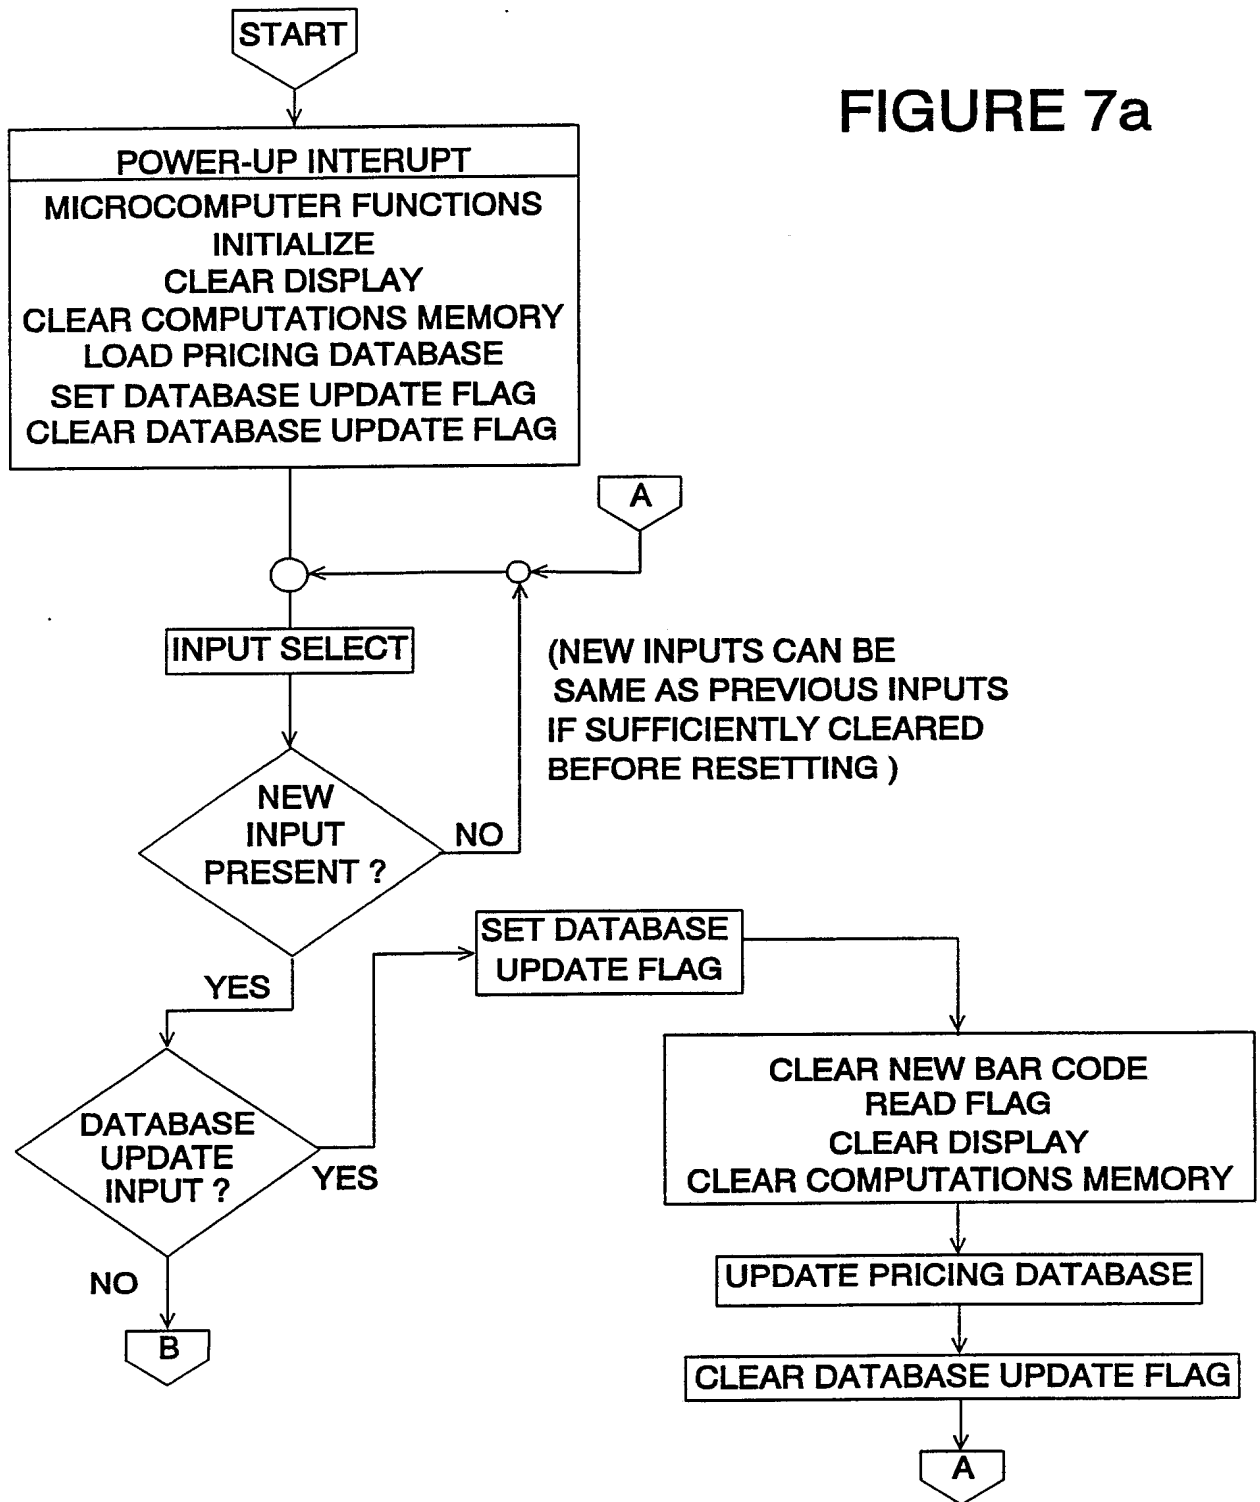 START
FIGURE 7a
POWER-UP INTERUPT
MICROCOMPUTER FUNCTIONS
INITIALIZE
CLEAR DISPLAY
CLEAR COMPUTATIONS MEMORY
LOAD PRICING DATABASE
SET DATABASE UPDATE FLAG
CLEAR DATABASE UPDATE FLAG
A
INPUT SELECT
(NEW INPUTS CAN BE
SAME AS PREVIOUS INPUTS
IF SUFFICIENTLY CLEARED
BEFORE RESETTING )
NEW
INPUT
PRESENT ?
NO
YES
SET DATABASE
UPDATE FLAG
DATABASE
UPDATE
INPUT ?
YES
NO
B
CLEAR NEW BAR CODE
READ FLAG
CLEAR DISPLAY
CLEAR COMPUTATIONS MEMORY
UPDATE PRICING DATABASE
CLEAR DATABASE UPDATE FLAG
A